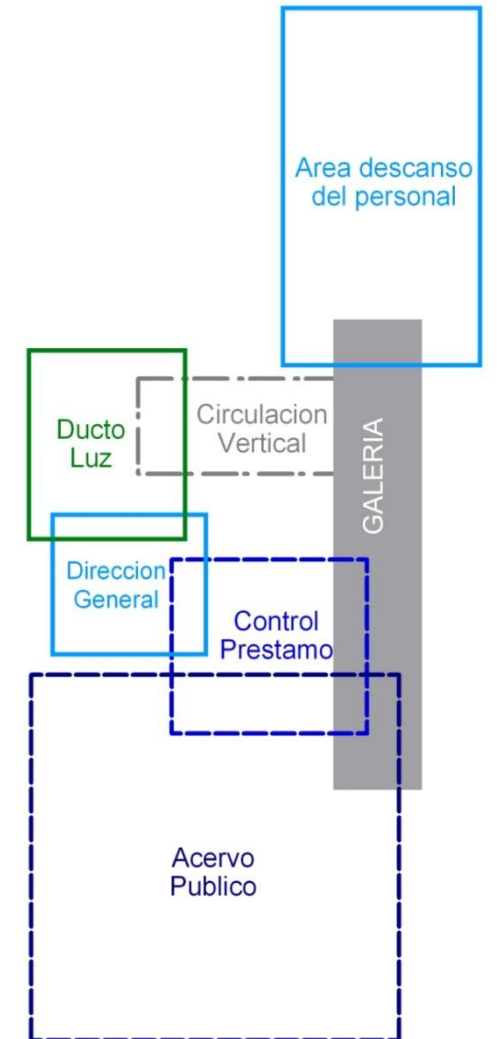 Area descanso
del personal
Circulacion
Vertical
Ducto
Luz
GALERIA
Direccion
General
Control
Prestamo
Acervo
Publico